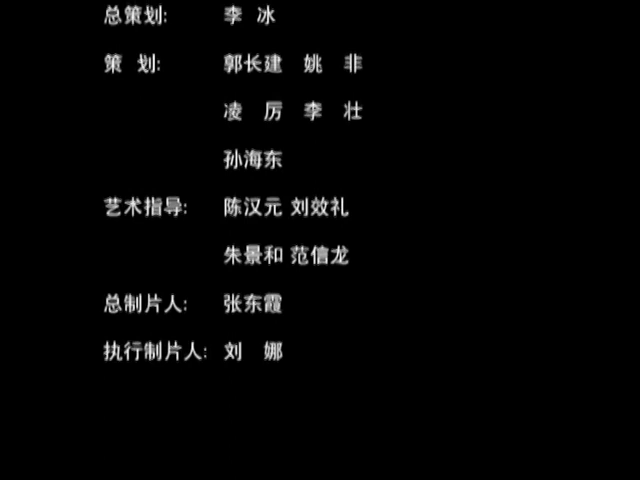 总策划: 李 冰
策 划: 郭长建 姚 非
凌 厉 李 壮
孙海东
艺术指导: 陈汉元 刘效礼
朱景和 范信龙
总制片人: 张东霞
执行制片人: 刘 娜